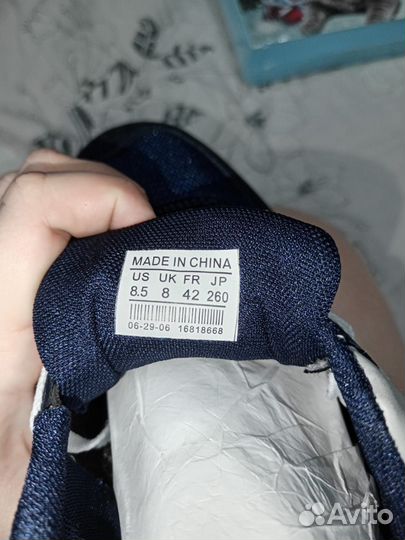 MADE IN CHINA
US UK FR JP
8.5 8 42 260
06-29-06 16818668
Avito